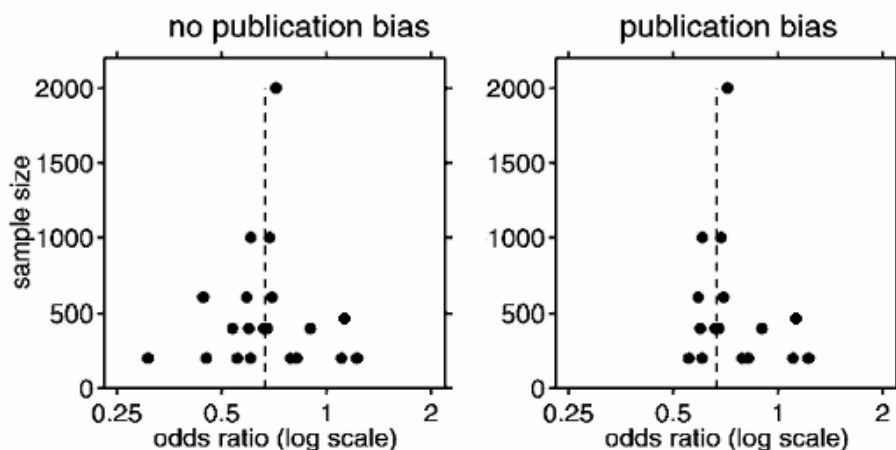 no publication bias
publication bias
sample size
2000
1500
1000
500
0
0.25 0.5 1 2
odds ratio (log scale)
2000
1500
1000
500
0
0.25 0.5 1 2
odds ratio (log scale)